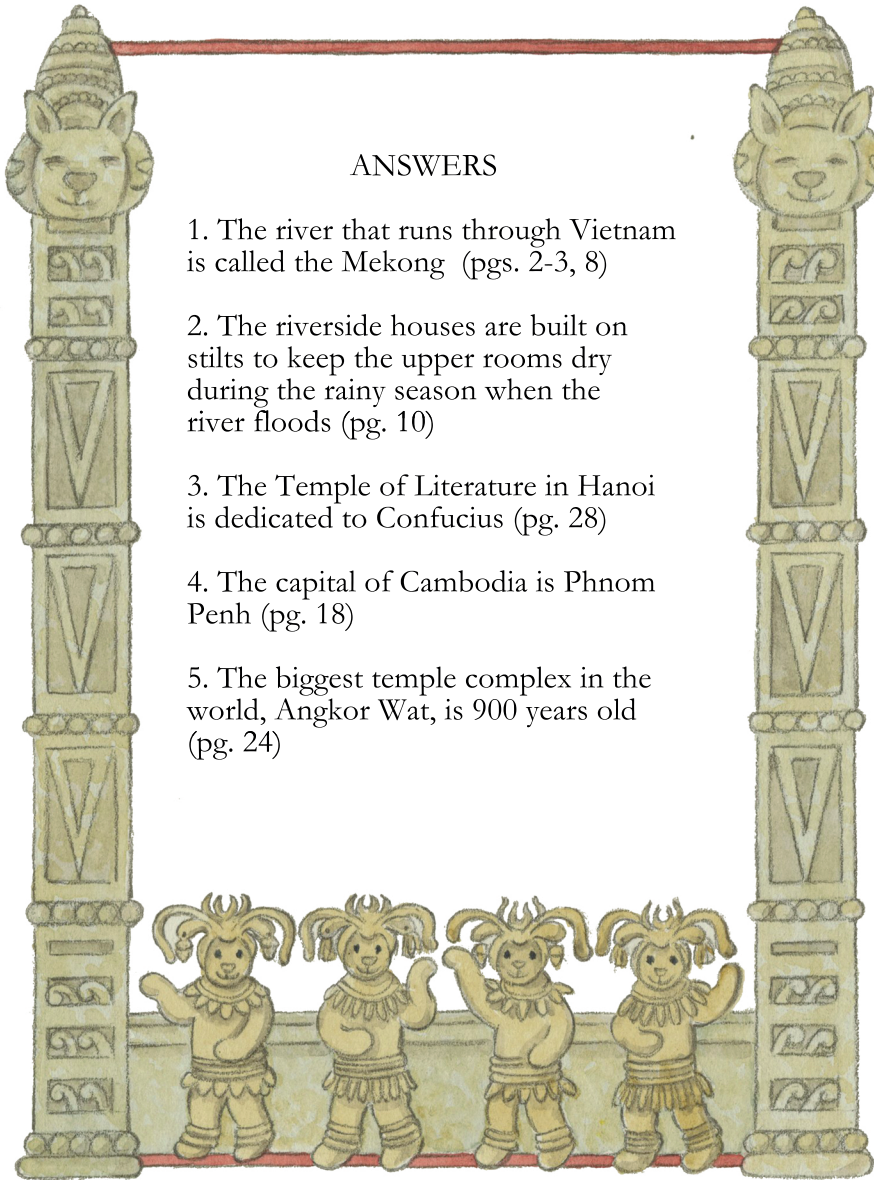 ANSWERS
1. The river that runs through Vietnam
is called the Mekong  (pgs. 2-3, 8)
2. The riverside houses are built on
stilts to keep the upper rooms dry
during the rainy season when the
river floods (pg. 10)
3. The Temple of Literature in Hanoi
is dedicated to Confucius (pg. 28)
4. The capital of Cambodia is Phnom
Penh (pg. 18)
5. The biggest temple complex in the
world, Angkor Wat, is 900 years old
(pg. 24)